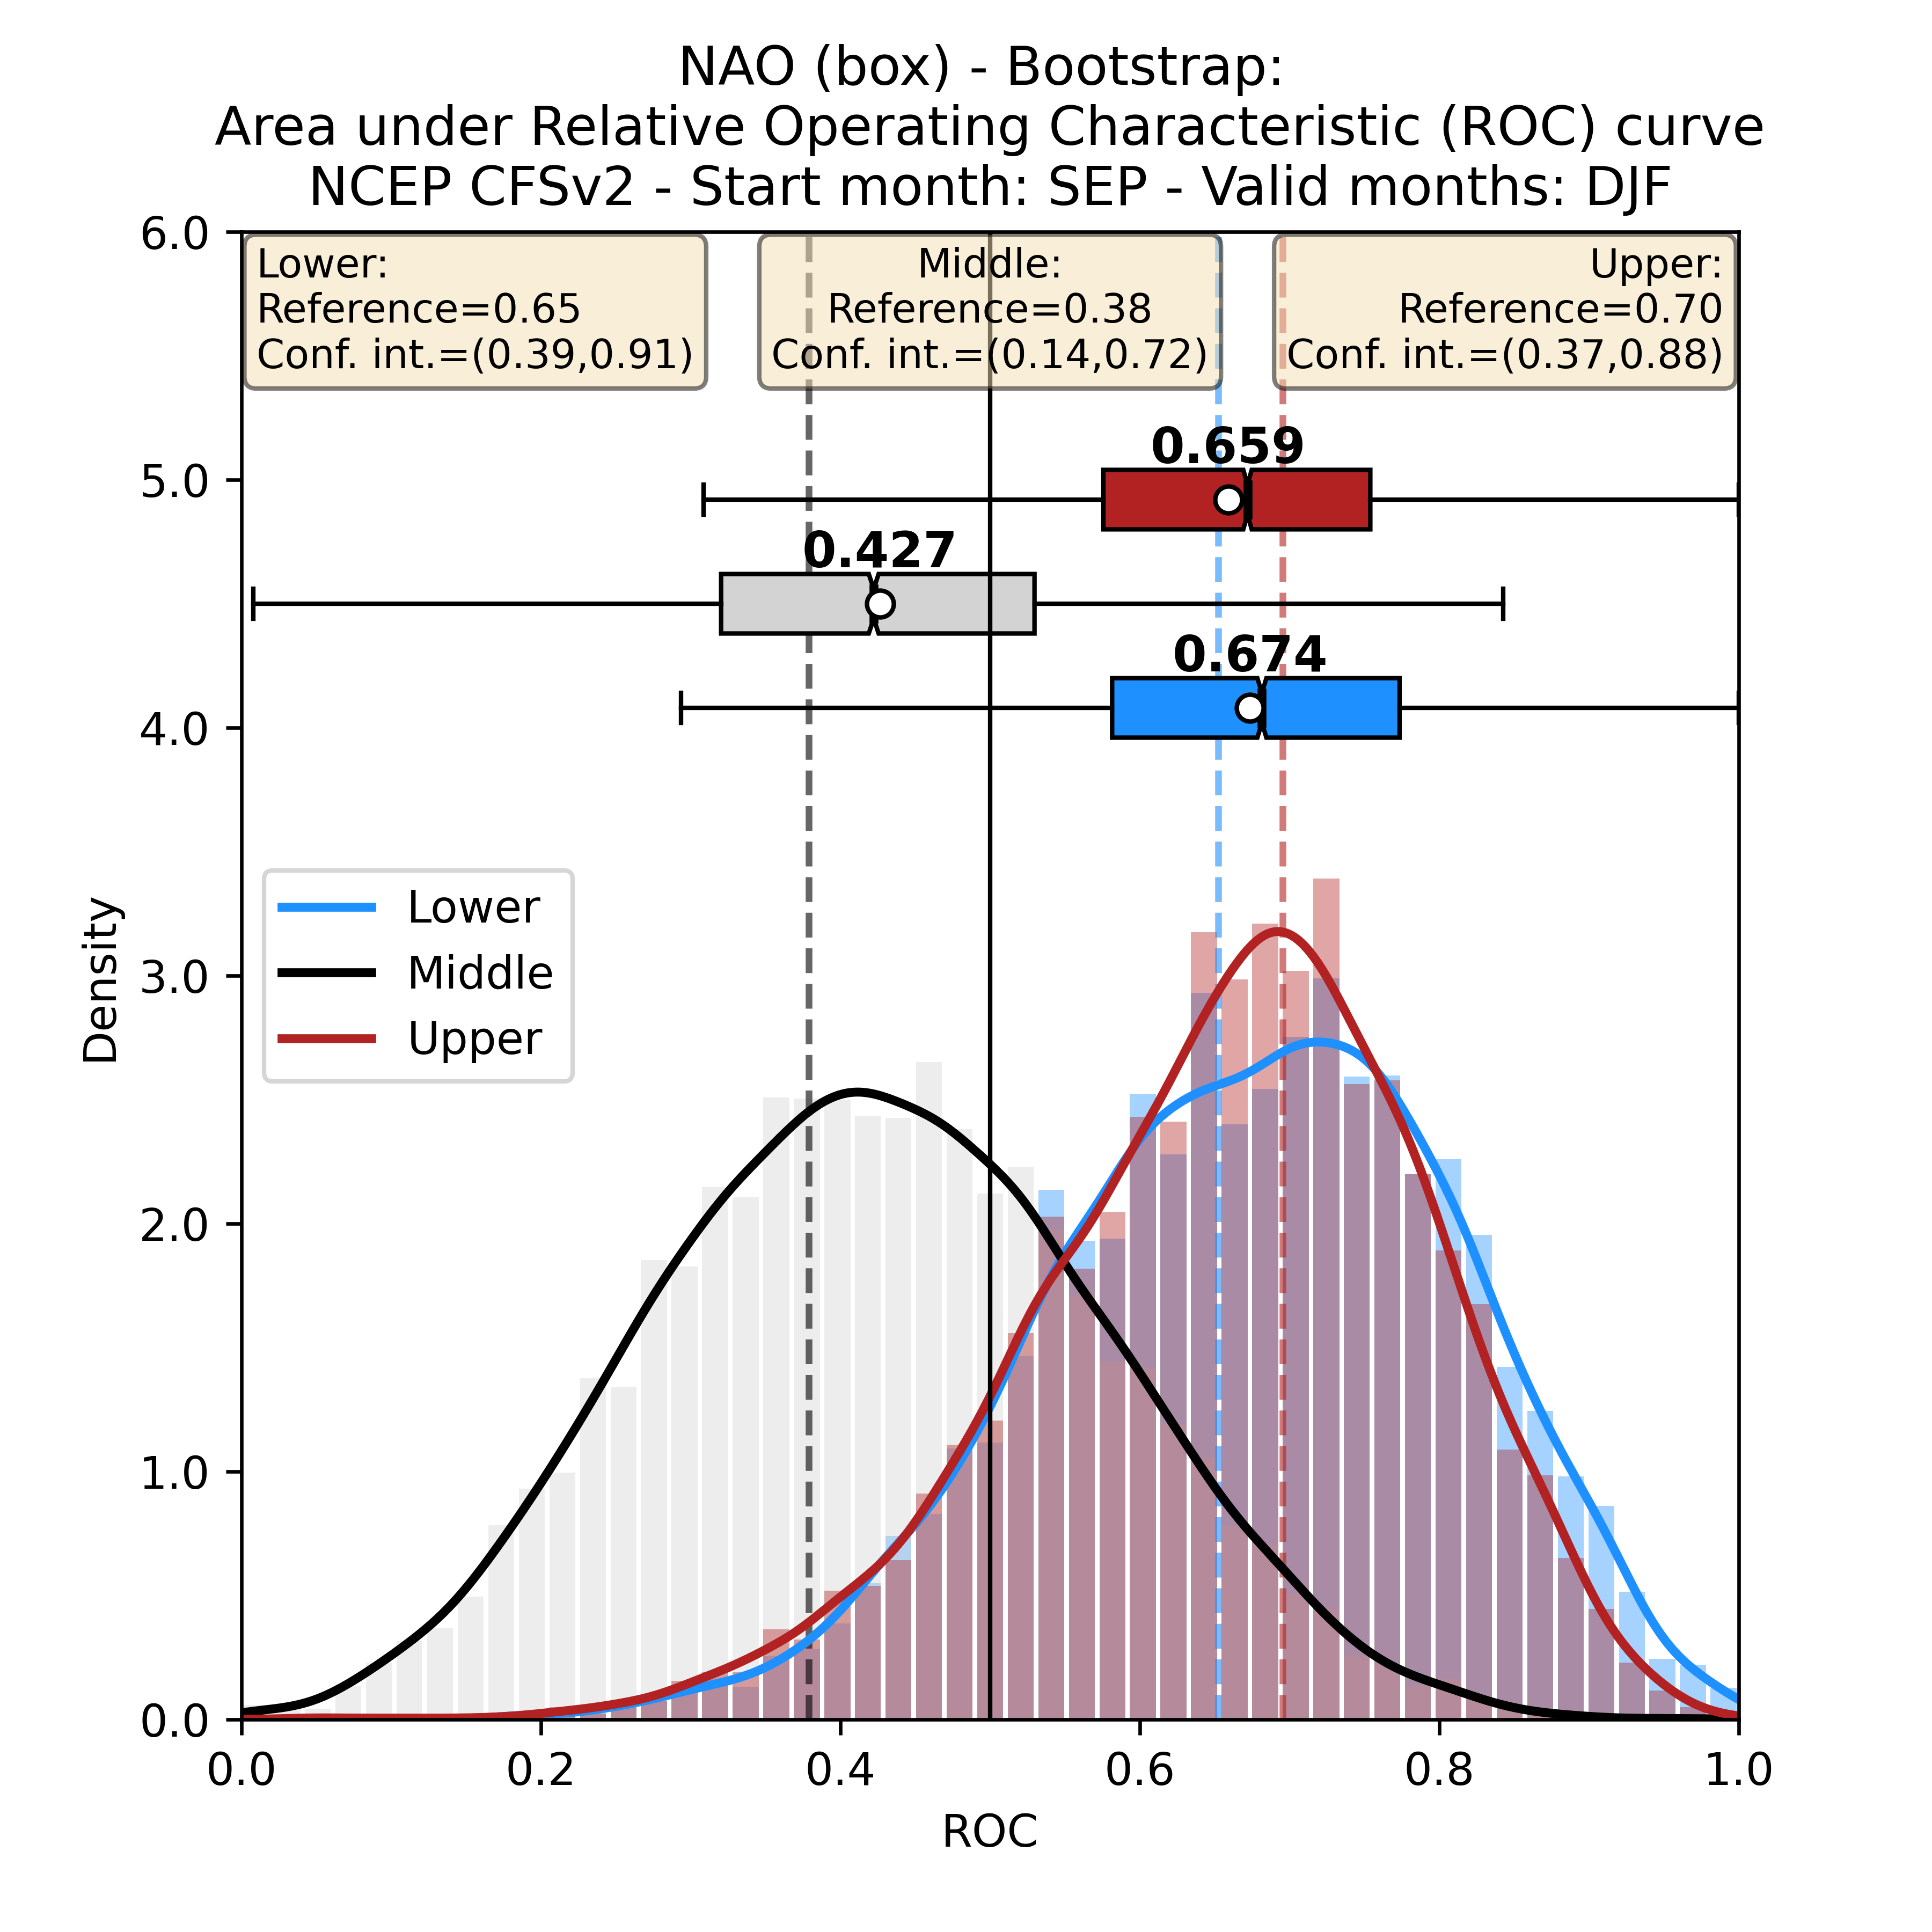 NAO (box) - Bootstrap:
Area under Relative Operating Characteristic (ROC) curve
NCEP CFSv2 - Start month: SEP - Valid months: DJF
Lower:
Reference=0.65
Conf. int.=(0.39,0.91)
Middle:
Reference=0.38
Conf. int.=(0.14,0.72)
Upper:
Reference=0.70
Conf. int.=(0.37,0.88)
0.659
0.427
0.674
Lower
Middle
Upper
Density
6.0
5.0
4.0
3.0
2.0
1.0
0.0
0.0 0.2 0.4 0.6 0.8 1.0
ROC